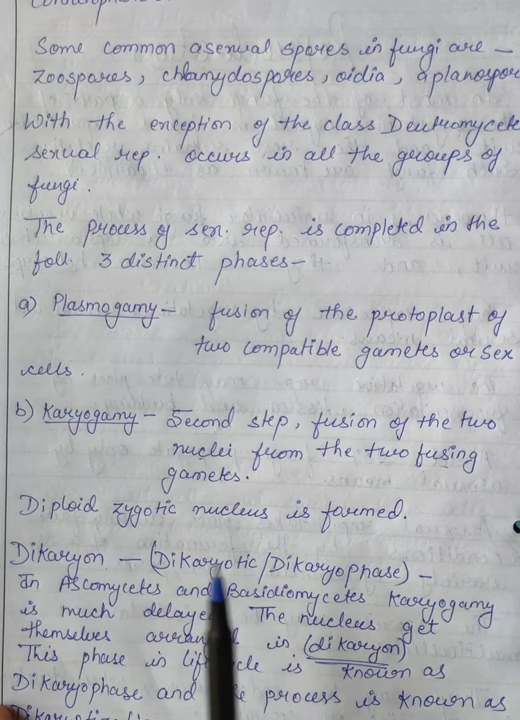 Some common asexual spores in fungi are –
zoospores, chlamydospores, oidia, aplanospor
With the exception of the class Deutromycete
sexual rep. occurs in all the groups of
fungi.
The process of sex. rep. is completed in the
foll. 3 distinct phases –
a) Plasmogamy – fusion of the protoplast of
two compatible gametes or sex
cells.
b) Karyogamy – Second step, fusion of the two
nuclei from the two fusing
gametes.
Diploid zygotic nucleus is formed.
Dikaryon – (Dikaryotic/Dikaryophase) –
In Ascomycetes and Basidiomycetes Karyogamy
is much delaye The nucleus get
themselves arran in (dikaryon)
This phase in life cle is known as
Dikaryophase and process is known as